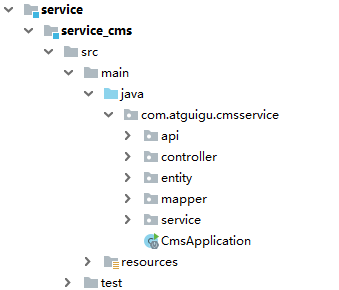 service
service_cms
src
main
java
com.atguigu.cmsservice
api
controller
entity
mapper
service
CmsApplication
resources
test